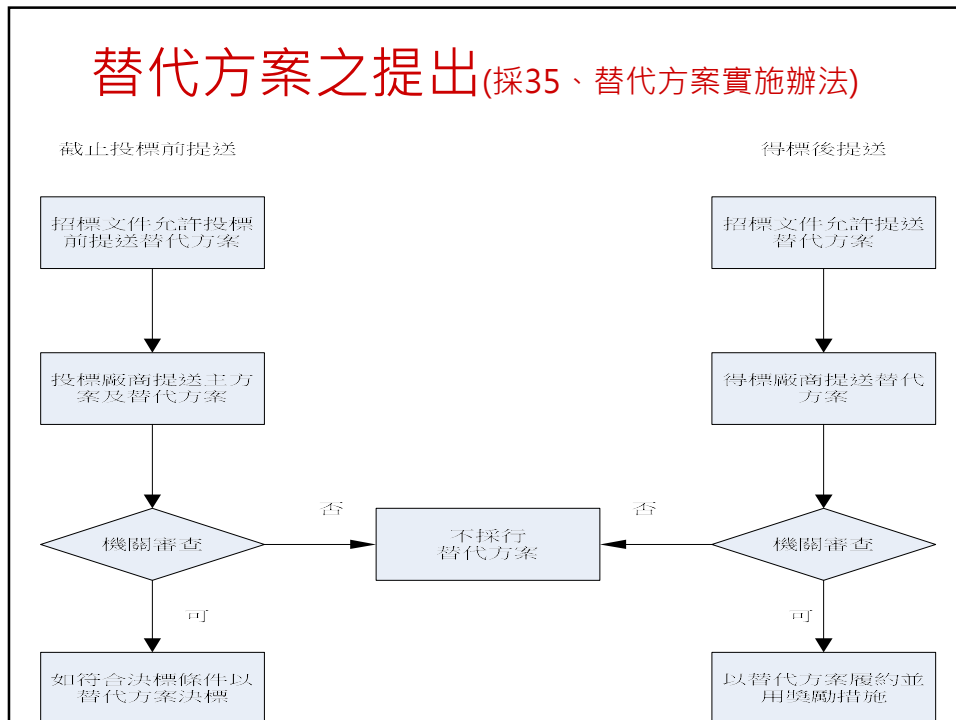 替代方案之提出(採35、替代方案實施辦法)
截止投標前提送
得標後提送
招標文件允許投標
前提送替代方案
招標文件允許提送
替代方案
投標廠商提送主方
案及替代方案
得標廠商提送替代
方案
否
否
機關審查
不採行
替代方案
機關審查
可
可
如符合決標條件以
替代方案決標
以替代方案履約並
用獎勵措施